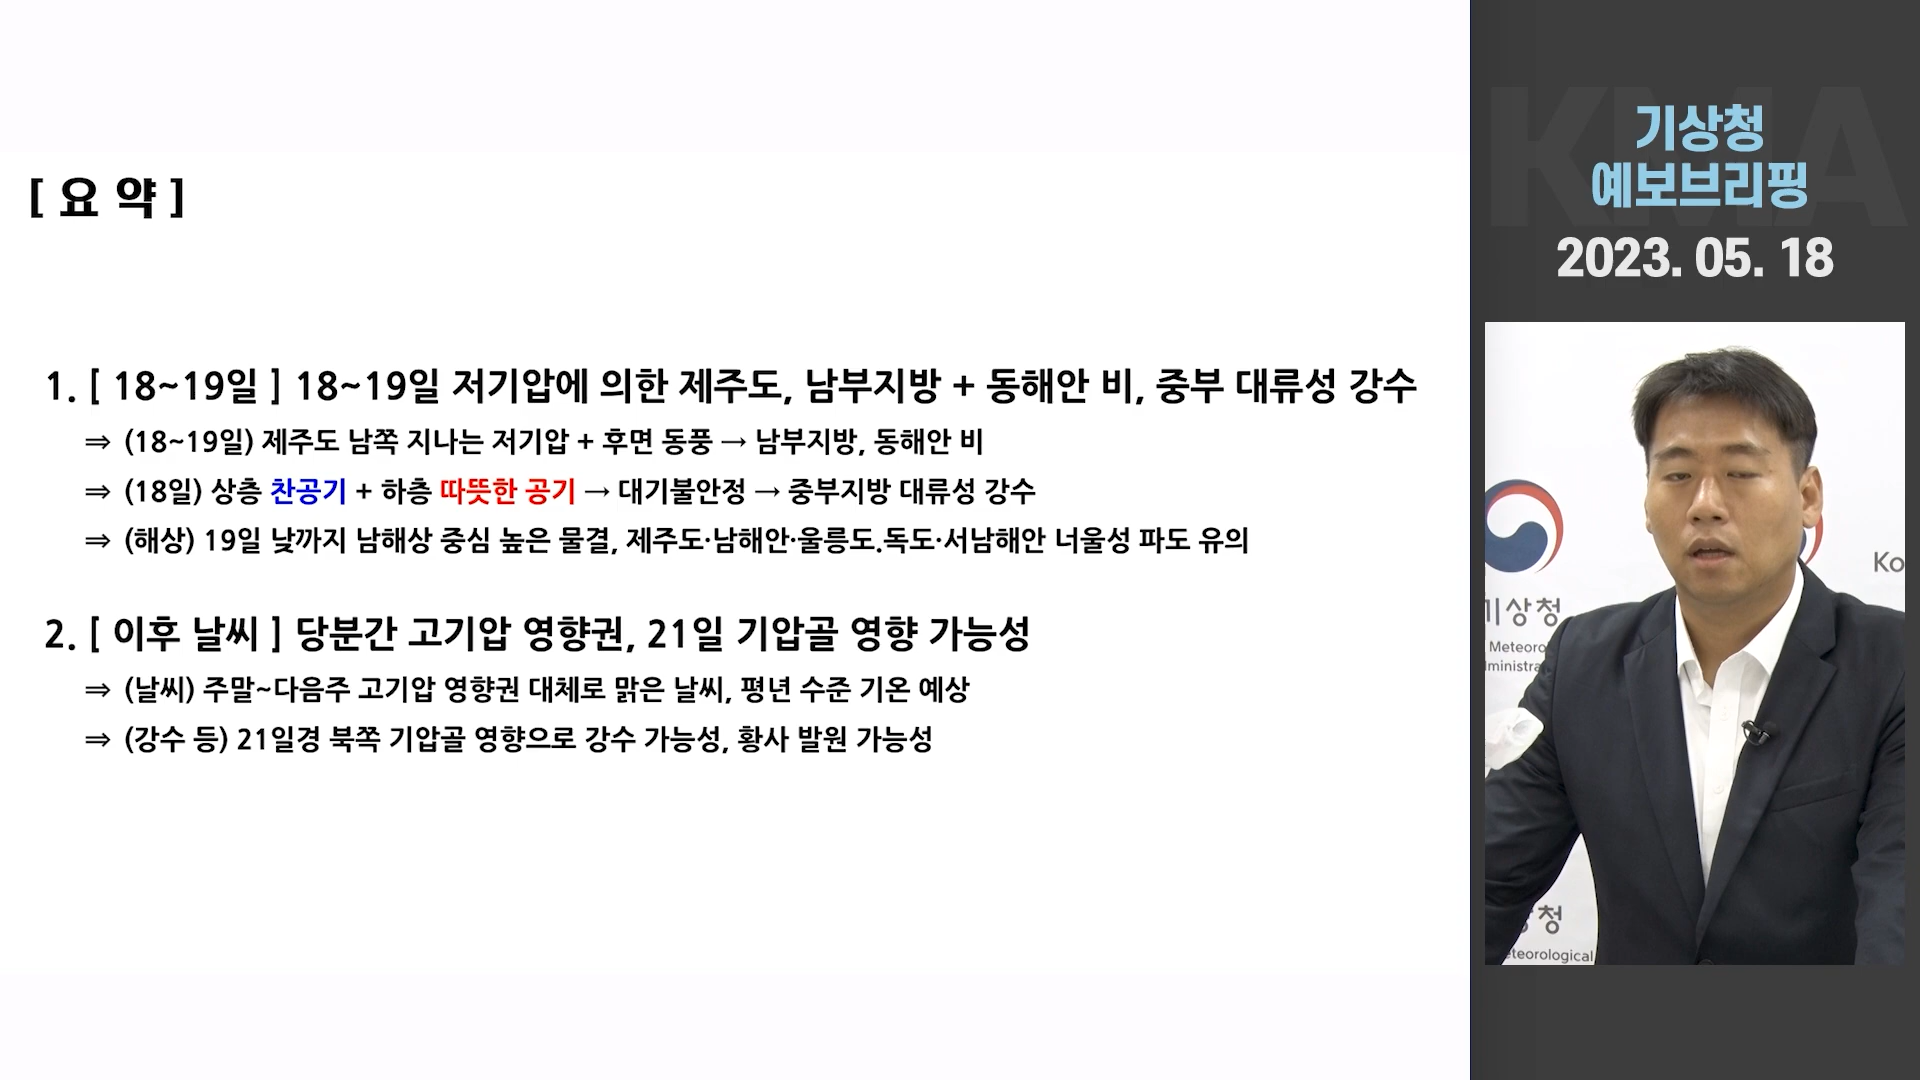 [ 요 약 ]
1. [ 18~19일 ] 18~19일 저기압에 의한 제주도, 남부지방 + 동해안 비, 중부 대류성 강수
⇒ (18~19일) 제주도 남쪽 지나는 저기압 + 후면 동풍 → 남부지방, 동해안 비
⇒ (18일) 상층 찬공기 + 하층 따뜻한 공기 → 대기불안정 → 중부지방 대류성 강수
⇒ (해상) 19일 낮까지 남해상 중심 높은 물결, 제주도·남해안·울릉도.독도·서남해안 너울성 파도 유의
2. [ 이후 날씨 ] 당분간 고기압 영향권, 21일 기압골 영향 가능성
⇒ (날씨) 주말~다음주 고기압 영향권 대체로 맑은 날씨, 평년 수준 기온 예상
⇒ (강수 등) 21일경 북쪽 기압골 영향으로 강수 가능성, 황사 발원 가능성
KMA
기상청
예보브리핑
2023. 05. 18
Ko
기상청
Meteoro
ministra
상청
eteorological